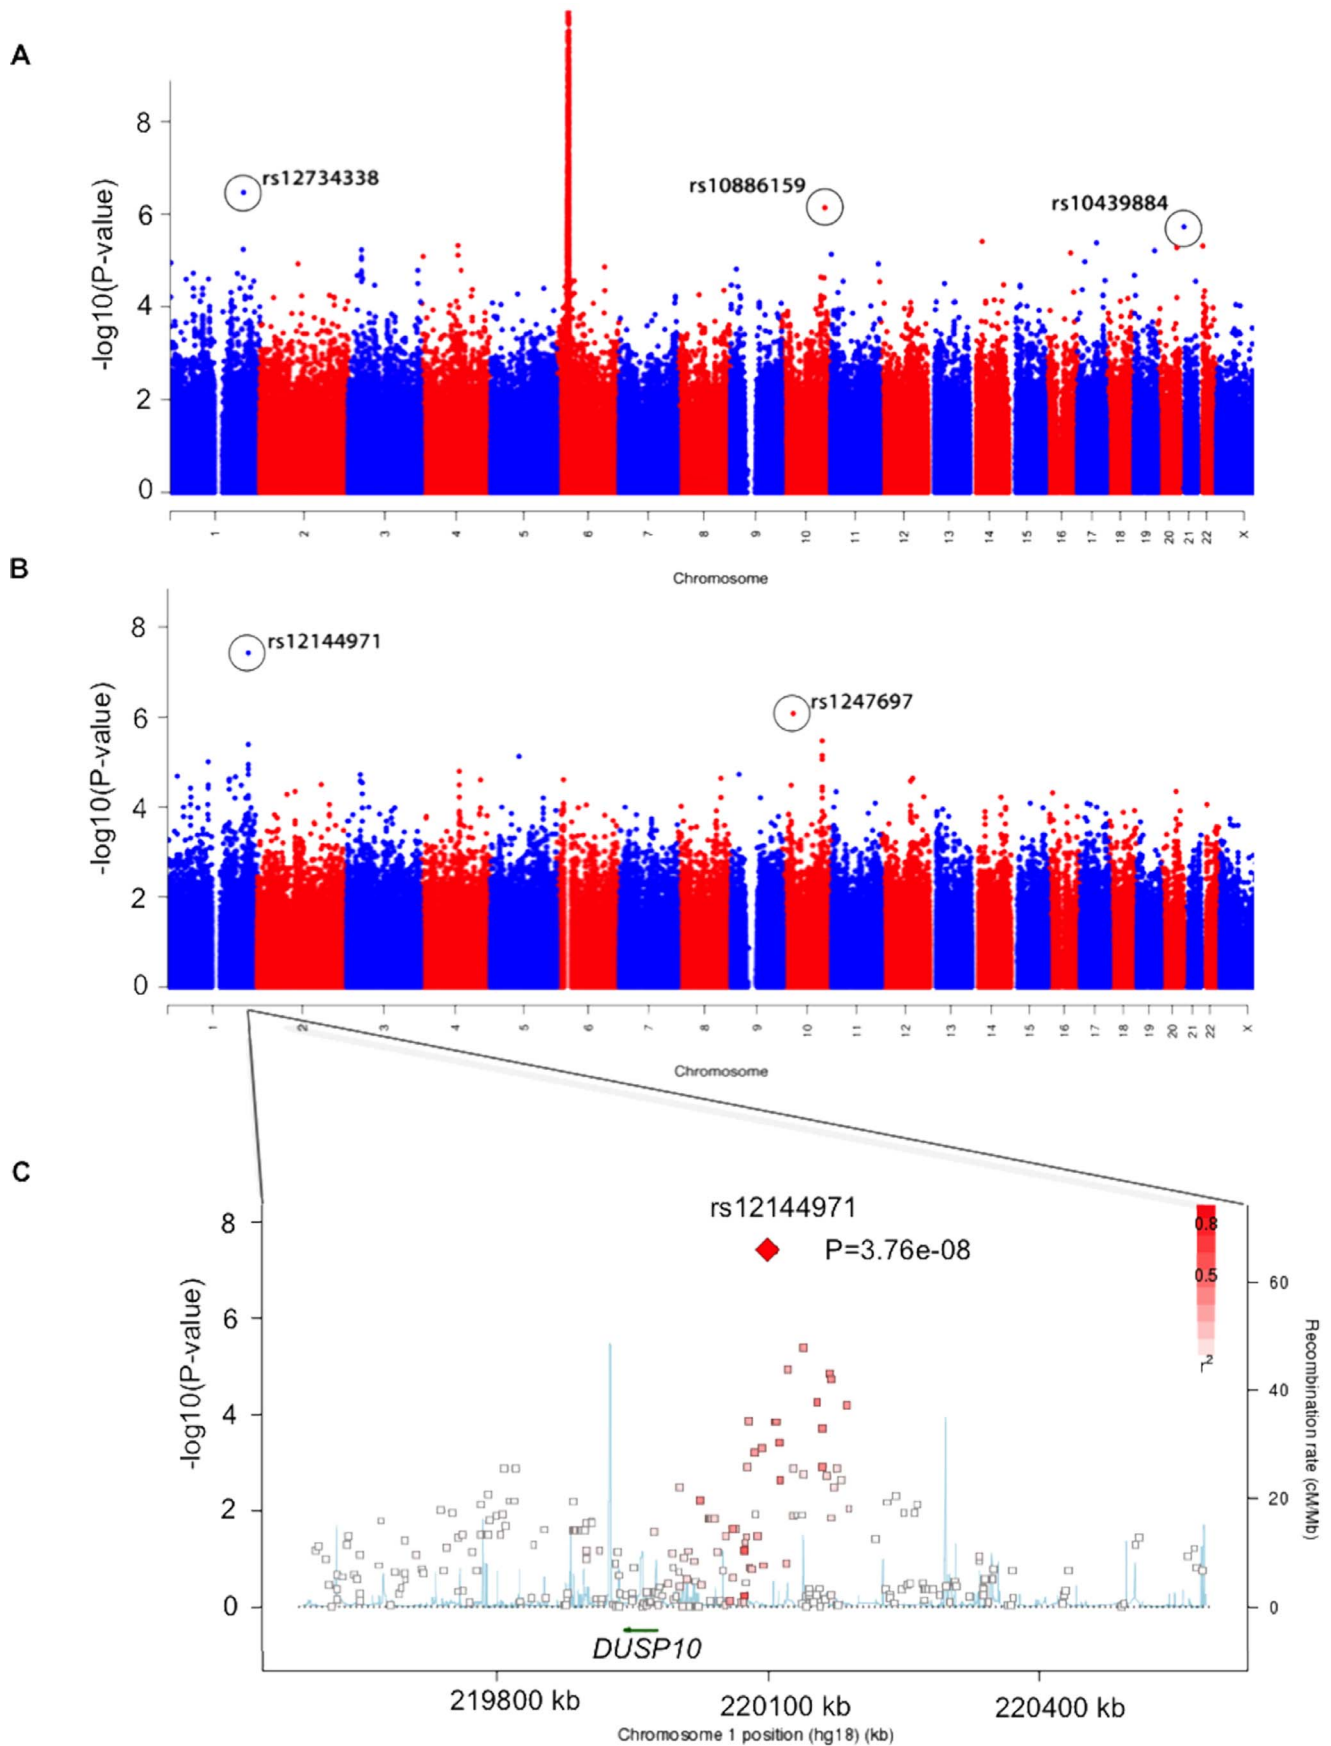 A
-log10(P-value)
8
6
4
2
0
rs12734338
rs10886159
rs10439884
1 2 3 4 5 6 7 8 9 10 11 12 13 14 15 16 17 18 19 20 21 22 X
Chromosome
B
-log10(P-value)
8
6
4
2
0
rs12144971
rs1247697
1 2 3 4 5 6 7 8 9 10 11 12 13 14 15 16 17 18 19 20 21 22 X
Chromosome
C
-log10(P-value)
8
6
4
2
0
rs12144971
P=3.76e-08
0.8
0.5
r2
60
40
20
0
Recombination rate (cM/Mb)
DUSP10
219800 kb 220100 kb 220400 kb
Chromosome 1 position (hg18) (kb)